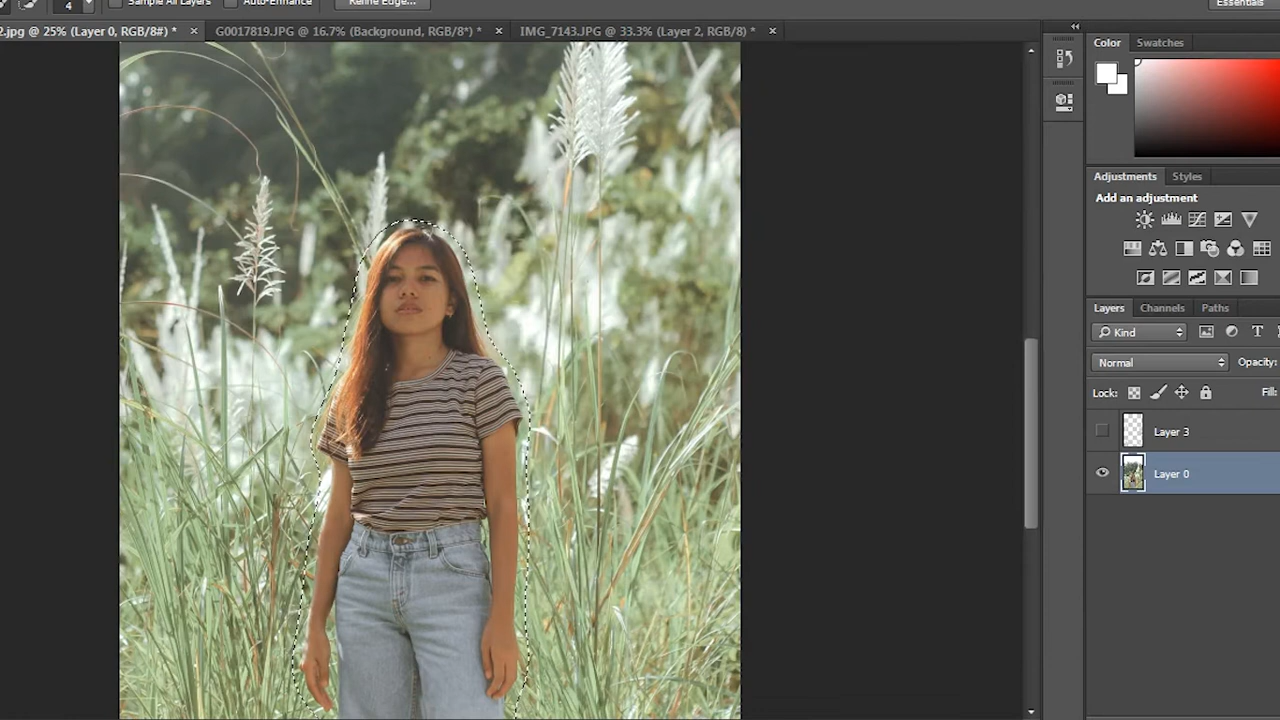 4 Sample All Layers Auto-Enhance Refine Edge... Essentials
2.jpg @ 25% (Layer 0, RGB/8#) * × G0017819.JPG @ 16.7% (Background, RGB/8*) * × IMG_7143.JPG @ 33.3% (Layer 2, RGB/8) * ×
Color Swatches
Adjustments Styles
Add an adjustment
Layers Channels Paths
Kind T
Normal Opacity:
Lock: Fill:
Layer 3
Layer 0